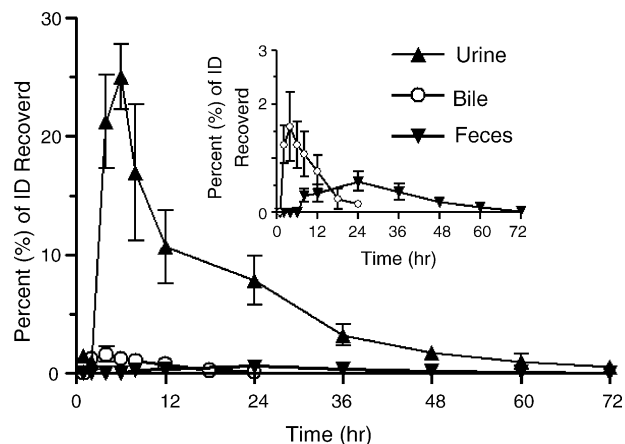 30
20
10
0
0
12
24
36
48
60
72
Percent (%) of ID Recoverd
Time (hr)
3
2
1
0
0
12
24
36
48
60
72
Percent (%) of ID
Recoverd
Time (hr)
Urine
Bile
Feces